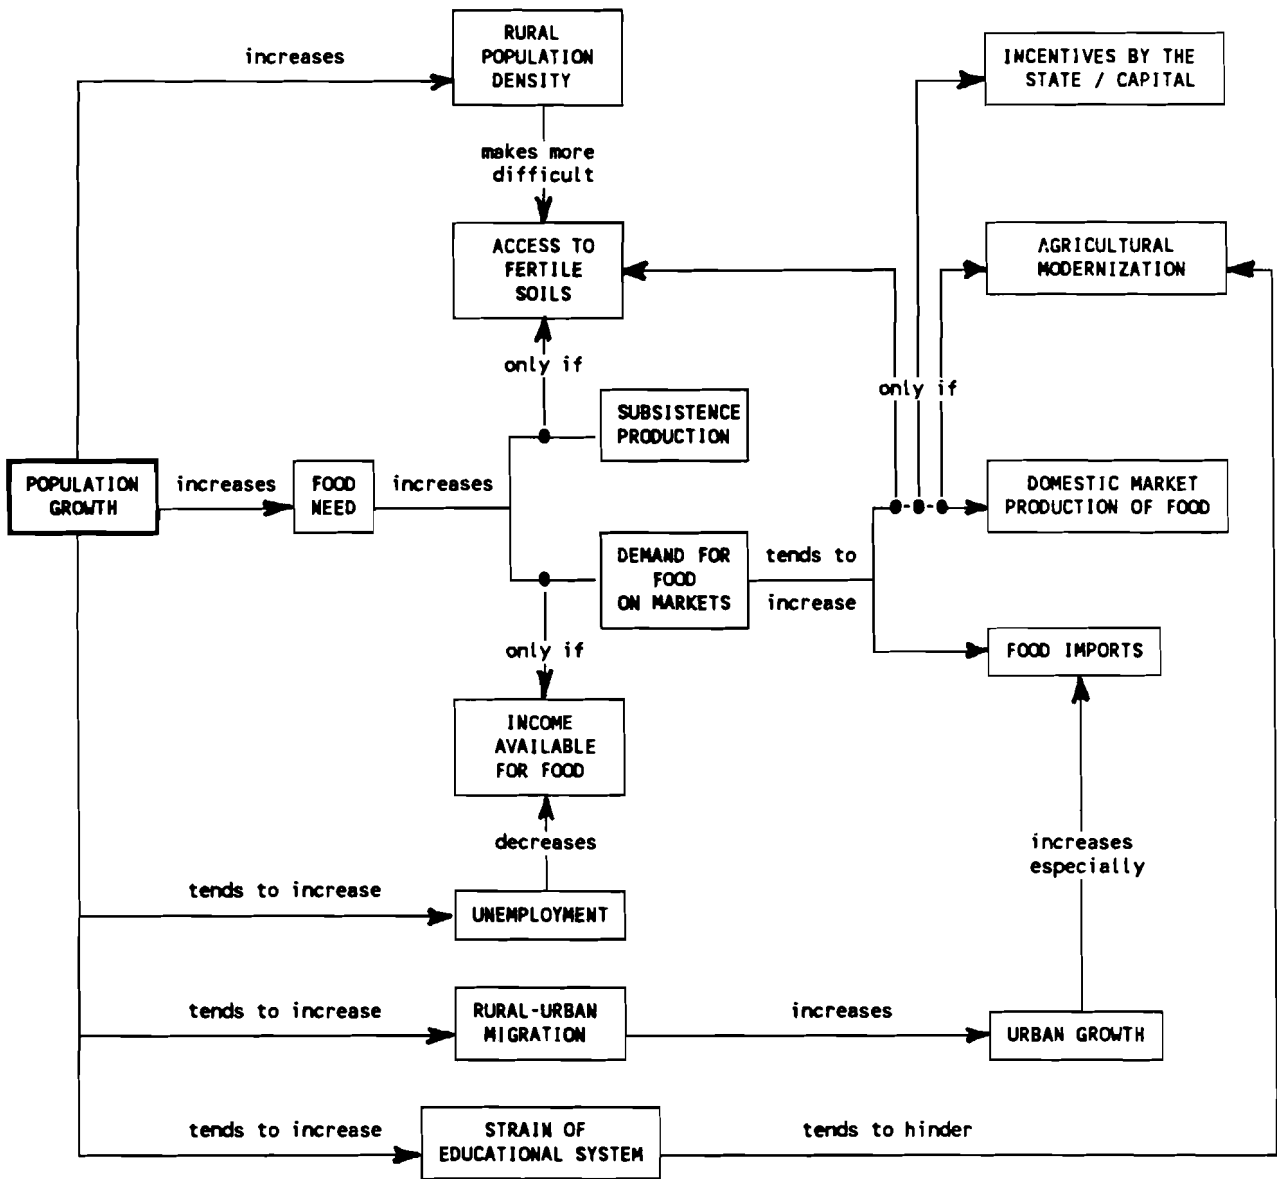 RURAL
POPULATION
DENSITY
increases
INCENTIVES BY THE
STATE / CAPITAL
makes more
difficult
ACCESS TO
FERTILE
SOILS
AGRICULTURAL
MODERNIZATION
only if
only if
SUBSISTENCE
PRODUCTION
POPULATION
GROWTH
increases
FOOD
NEED
increases
DOMESTIC MARKET
PRODUCTION OF FOOD
DEMAND FOR
FOOD
ON MARKETS
tends to
increase
only if
FOOD IMPORTS
INCOME
AVAILABLE
FOR FOOD
decreases
increases
especially
tends to increase
UNEMPLOYMENT
tends to increase
RURAL-URBAN
MIGRATION
increases
URBAN GROWTH
tends to increase
STRAIN OF
EDUCATIONAL SYSTEM
tends to hinder